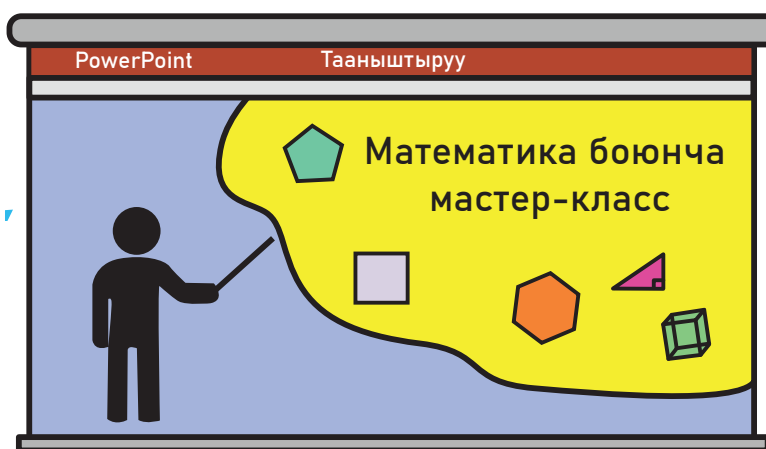 PowerPoint Тааныштыруу
Математика боюнча
мастер-класс